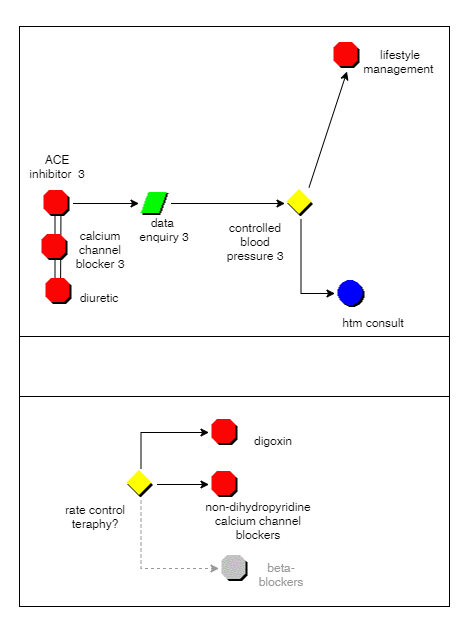 lifestyle
management
ACE
inhibitor 3
calcium
channel
blocker 3
diuretic
data
enquiry 3
controlled
blood
pressure 3
htm consult
digoxin
rate control
teraphy?
non-dihydropyridine
calcium channel
blockers
beta-
blockers